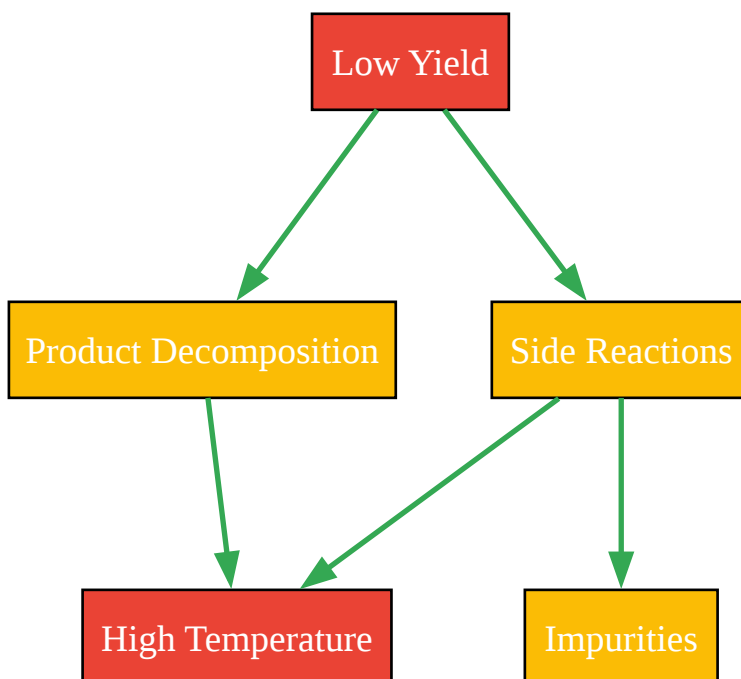 Low Yield
Product Decomposition
Side Reactions
High Temperature
Impurities